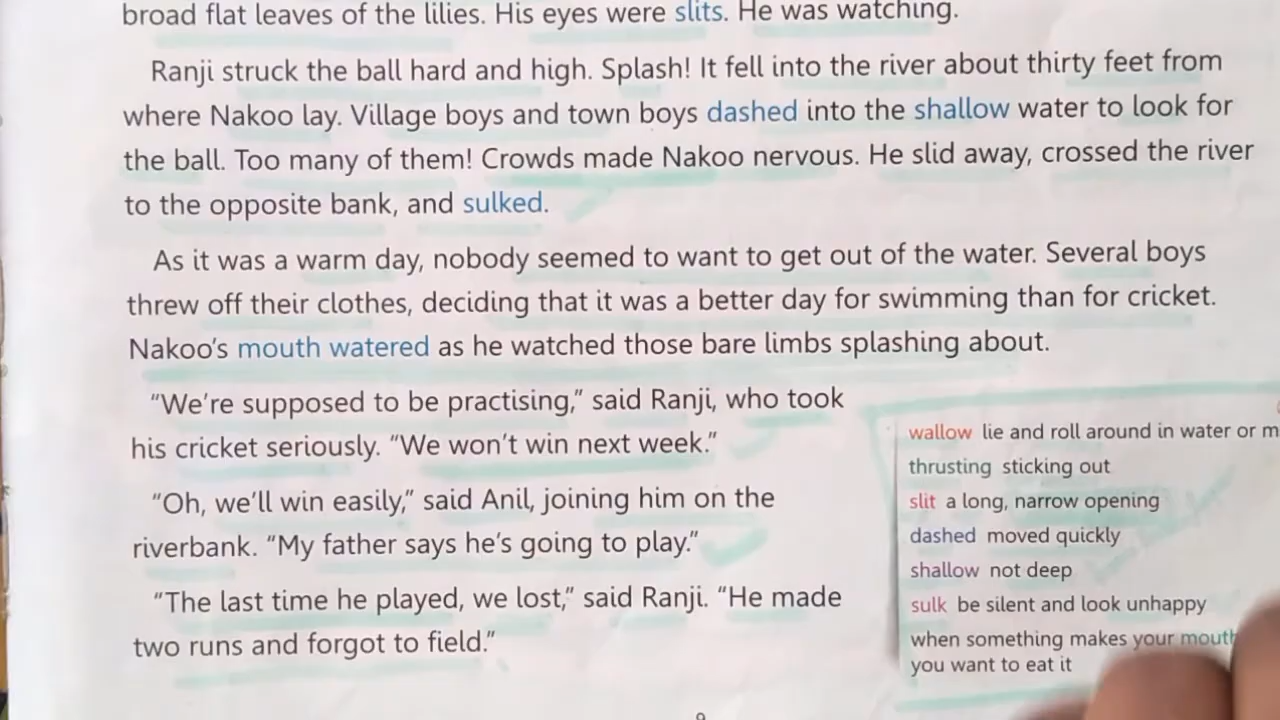 broad flat leaves of the lilies. His eyes were slits. He was watching.
Ranji struck the ball hard and high. Splash! It fell into the river about thirty feet from
where Nakoo lay. Village boys and town boys dashed into the shallow water to look for
the ball. Too many of them! Crowds made Nakoo nervous. He slid away, crossed the river
to the opposite bank, and sulked.
As it was a warm day, nobody seemed to want to get out of the water. Several boys
threw off their clothes, deciding that it was a better day for swimming than for cricket.
Nakoo's mouth watered as he watched those bare limbs splashing about.
“We're supposed to be practising,” said Ranji, who took
his cricket seriously. “We won't win next week.”
“Oh, we'll win easily,” said Anil, joining him on the
riverbank. “My father says he's going to play.”
“The last time he played, we lost,” said Ranji. “He made
two runs and forgot to field.”
wallow lie and roll around in water or
thrusting sticking out
slit a long, narrow opening
dashed moved quickly
shallow not deep
sulk be silent and look unhappy
when something makes your mouth
you want to eat it